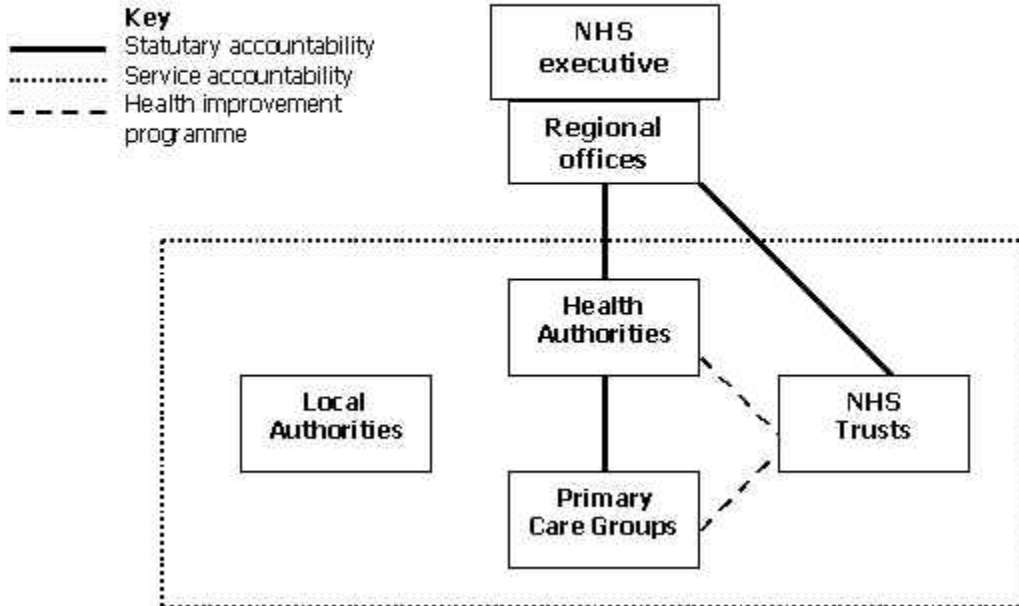 Key
Statutary accountability
Service accountability
Health improvement
programme
NHS
executive
Regional
offices
Health
Authorities
Local
Authorities
NHS
Trusts
Primary
Care Groups